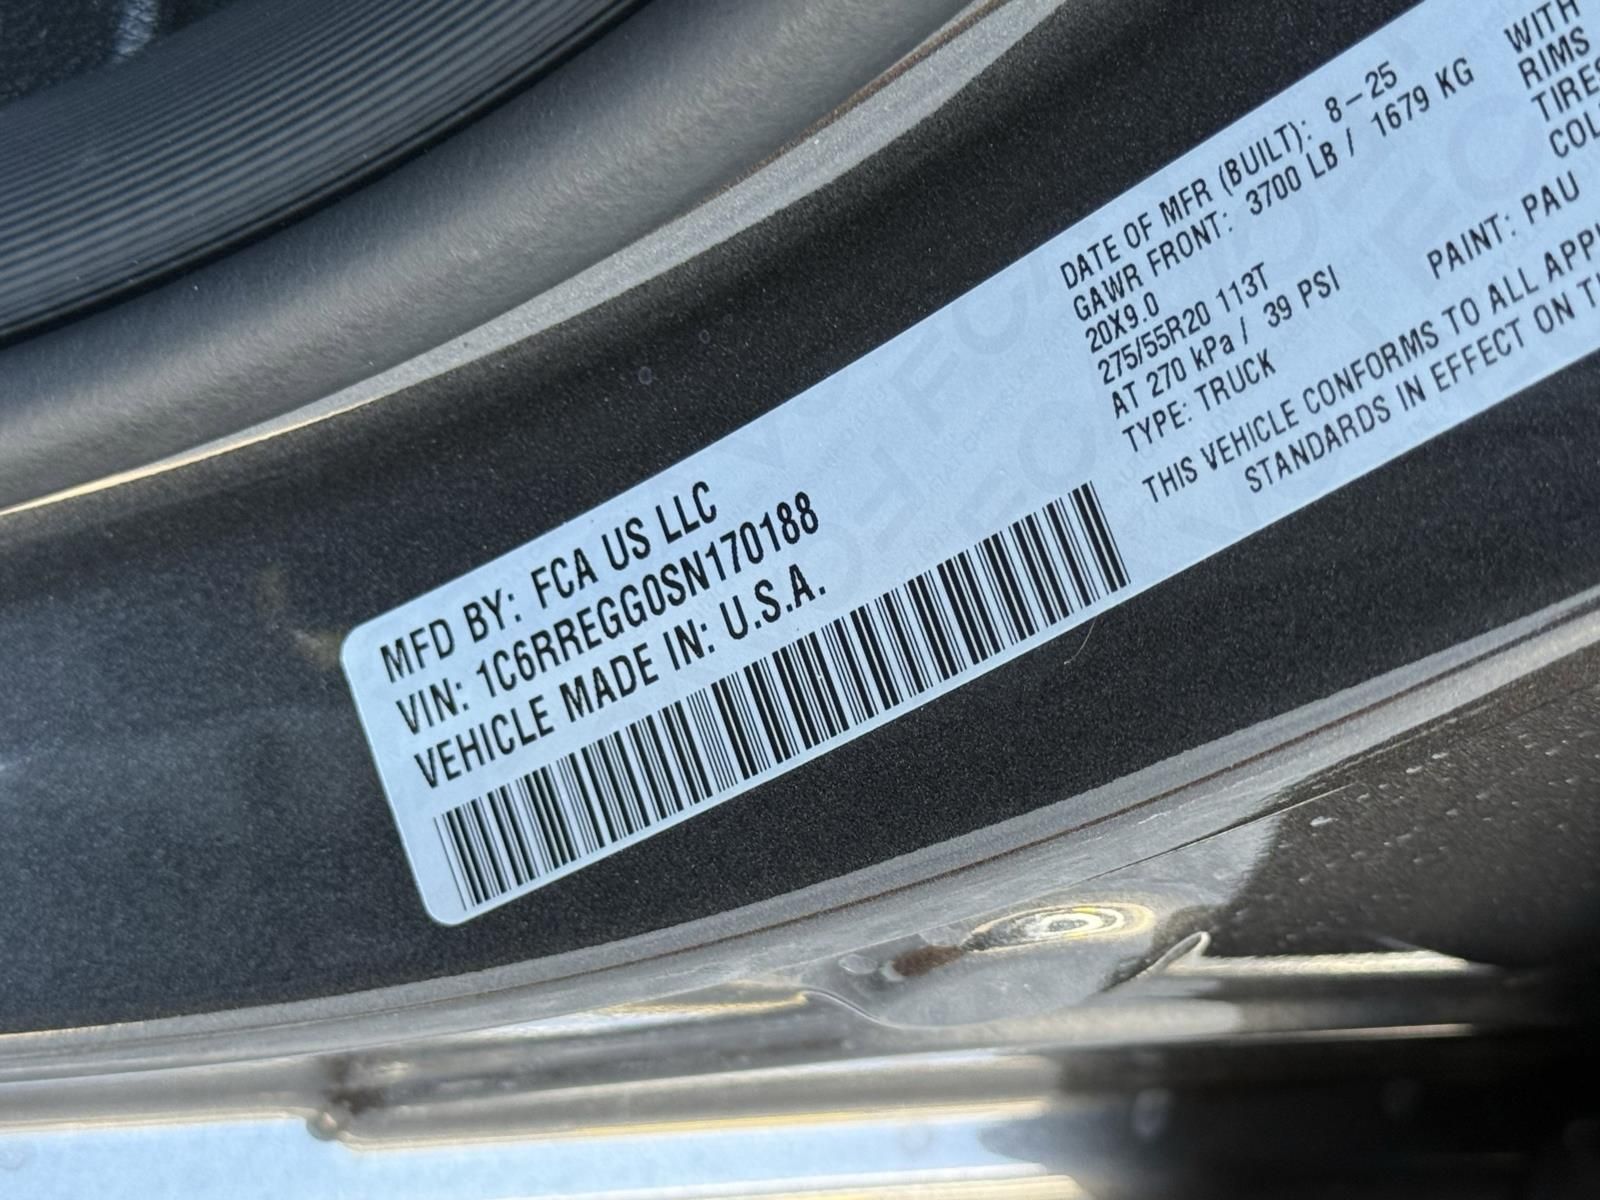 MFD BY: FCA US LLC
VIN: 1C6RREGG0SN170188
VEHICLE MADE IN: U.S.A.
DATE OF MFR (BUILT): 8-25
GAWR FRONT: 3700 LB / 1679 KG
20X9.0
275/55R20 113T
AT 270 kPa / 39 PSI
TYPE: TRUCK
THIS VEHICLE CONFORMS TO ALL
STANDARDS IN EFFECT ON
WITH
RIMS
PAINT: PAU